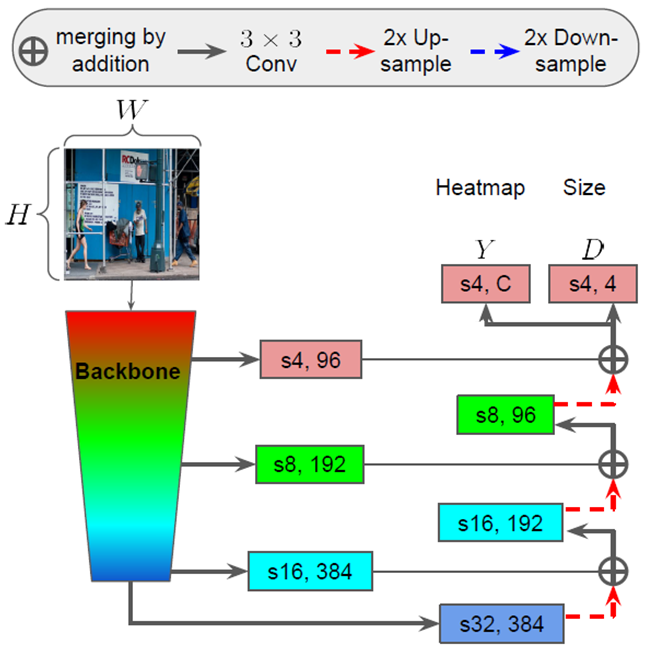 merging by
addition
3 × 3
Conv
2x Up-
sample
2x Down-
sample
W
H
RCDolner
Heatmap
Size
Y
D
s4, C
s4, 4
Backbone
s4, 96
s8, 96
s8, 192
s16, 192
s16, 384
s32, 384